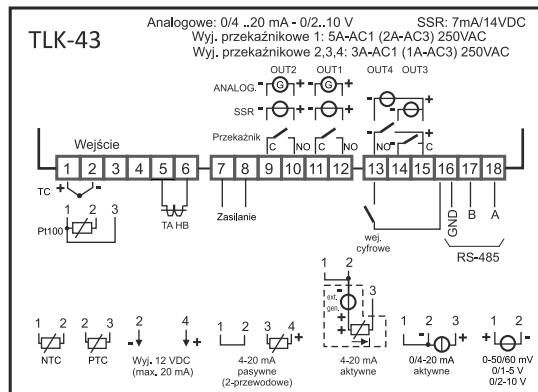 TLK-43
Analogowe: 0/4 ..20 mA - 0/2..10 V SSR: 7mA/14VDC
Wyj. przekaźnikowe 1: 5A-AC1 (2A-AC3) 250VAC
Wyj. przekaźnikowe 2,3,4: 3A-AC1 (1A-AC3) 250VAC
OUT2 OUT1 OUT4 OUT3
ANALOG. - G + - G +
SSR - + - + - +
Przekaźnik C NO C NO NO C
Wejście
1 2 3 4 5 6 7 8 9 10 11 12 13 14 15 16 17 18
TC + -
1 2 3
Pt100
TA HB
Zasilanie
13 16
wej.
cyfrowe
GND B A
RS-485
1 2
NTC
2 3
PTC
2 4
- +
Wyj. 12 VDC
(max. 20 mA)
1 2 3 4
+
4-20 mA
pasywne
(2-przewodowe)
1 2
3
-
ext.
gen.
+
+
4-20 mA
aktywne
1 2 3
- +
0/4-20 mA
aktywne
1 2
+ -
0-50/60 mV
0/1-5 V
0/2-10 V